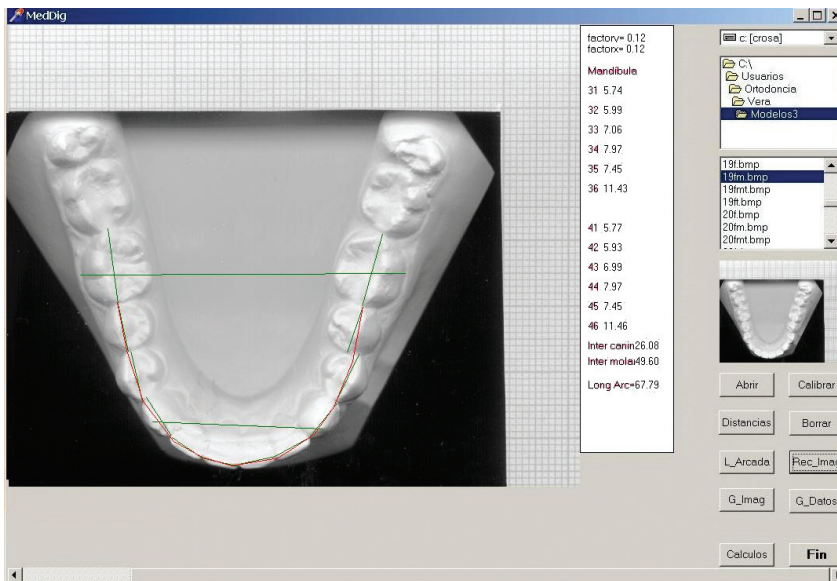 MedDig
factory= 0.12
factorx= 0.12
Mandíbula
31 5.74
32 5.99
33 7.06
34 7.97
35 7.45
36 11.43
41 5.77
42 5.93
43 6.99
44 7.97
45 7.45
46 11.46
Inter canin26.08
Inter mola49.60
Long Arc=67.79
c: [crosa]
C:\
Usuarios
Ortodoncia
Vera
Modelos3
19f.bmp
19fm.bmp
19fmt.bmp
19ft.bmp
20f.bmp
20fm.bmp
20fmt.bmp
Abrir
Calibrar
Distancias
Borrar
L_Arcada
Rec_Imag
G_Imag
G_Datos
Calculos
Fin